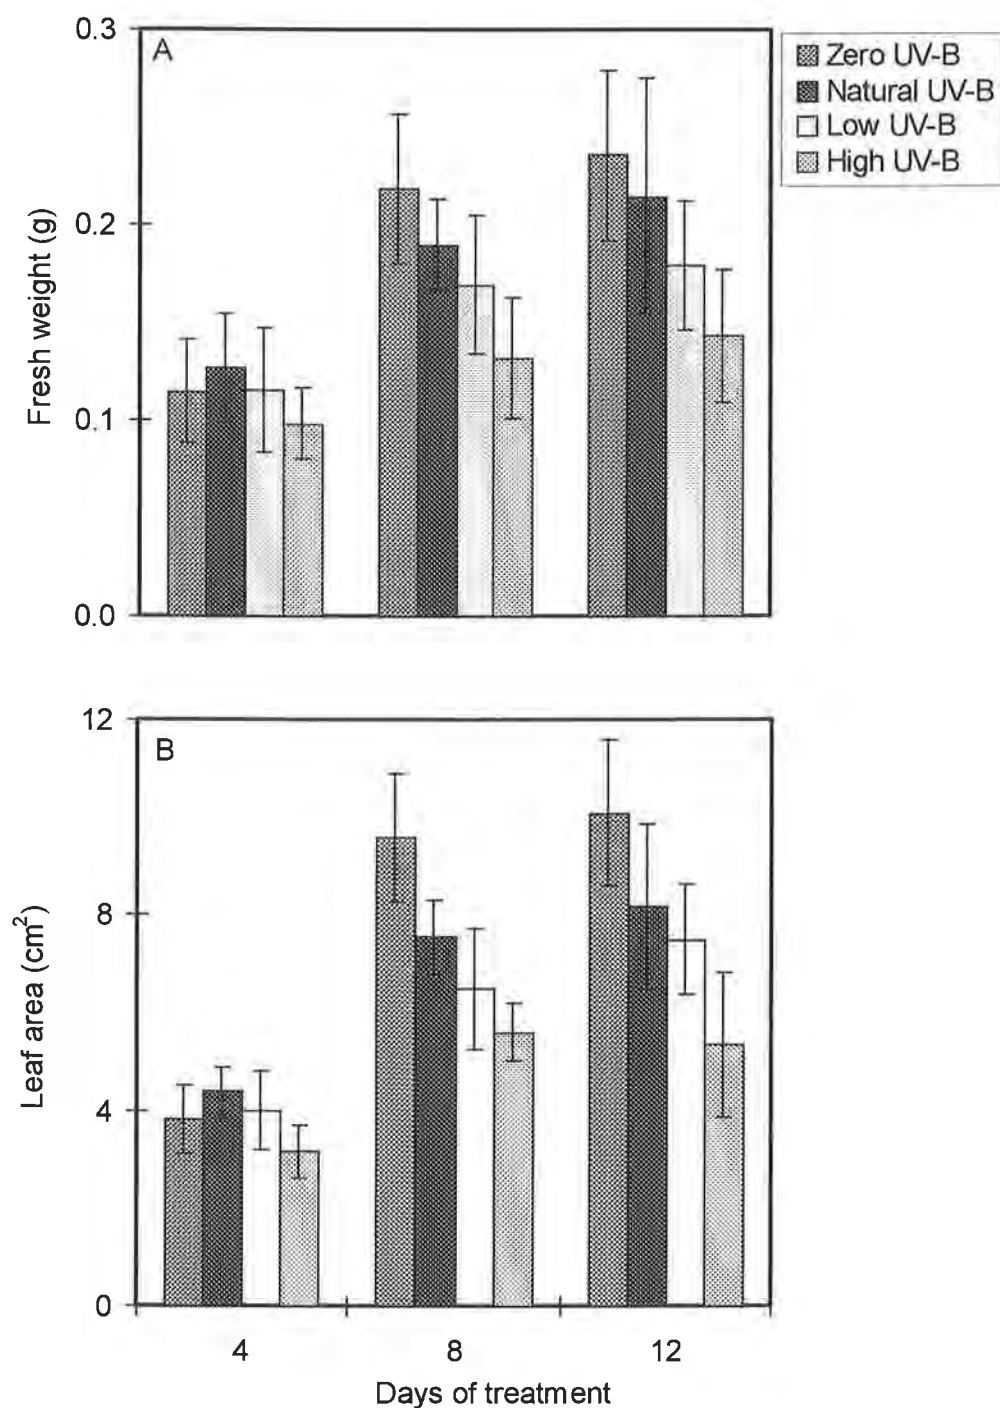 0.3
A
Zero UV-B
Natural UV-B
Low UV-B
High UV-B
0.2
Fresh weight (g)
0.1
0.0
12
B
8
Leaf area (cm²)
4
0
4 8 12
Days of treatment